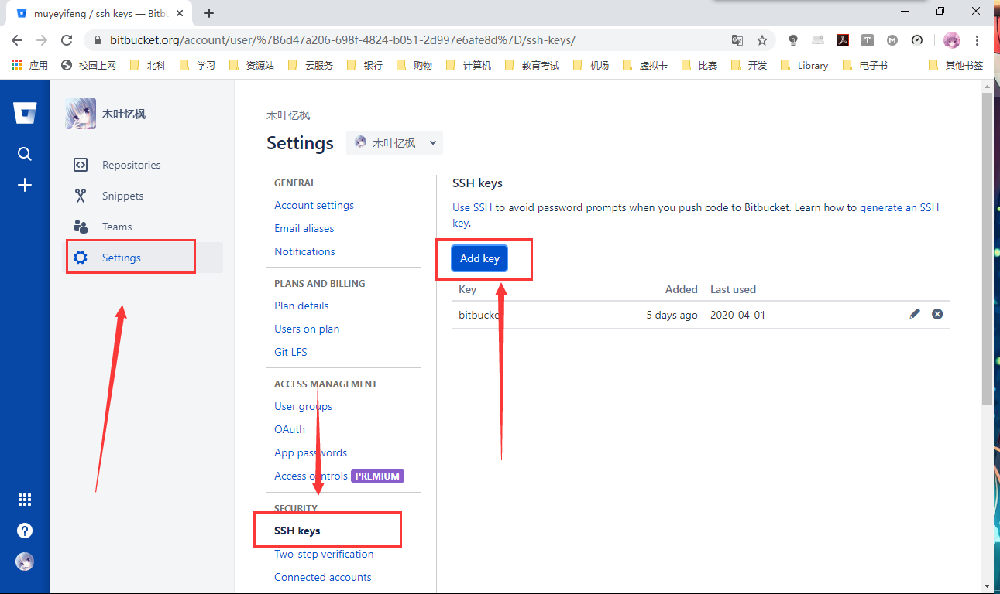 muyeyifeng / ssh keys — Bitbu
bitbucket.org/account/user/%7B6d47a206-698f-4824-b051-2d997e6afe8d%7D/ssh-keys/
应用 校园上网 北科 学习 资源站 云服务 银行 购物 计算机 教育考试 机场 虚拟卡 比赛 开发 Library 电子书 其他书签
木叶忆枫
Repositories
Snippets
Teams
Settings
木叶忆枫
Settings 木叶忆枫
GENERAL
Account settings
Email aliases
Notifications
PLANS AND BILLING
Plan details
Users on plan
Git LFS
ACCESS MANAGEMENT
User groups
OAuth
App passwords
Access controls PREMIUM
SECURITY
SSH keys
Two-step verification
Connected accounts
SSH keys
Use SSH to avoid password prompts when you push code to Bitbucket. Learn how to generate an SSH
key.
Add key
Key Added Last used
bitbucket 5 days ago 2020-04-01